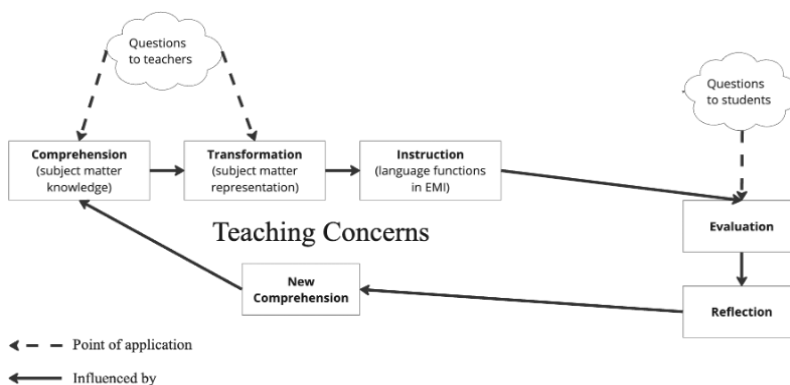 Questions
to teachers
Questions
to students
Comprehension
(subject matter
knowledge)
Transformation
(subject matter
representation)
Instruction
(language functions
in EMI)
Evaluation
Teaching Concerns
New
Comprehension
Reflection
Point of application
Influenced by